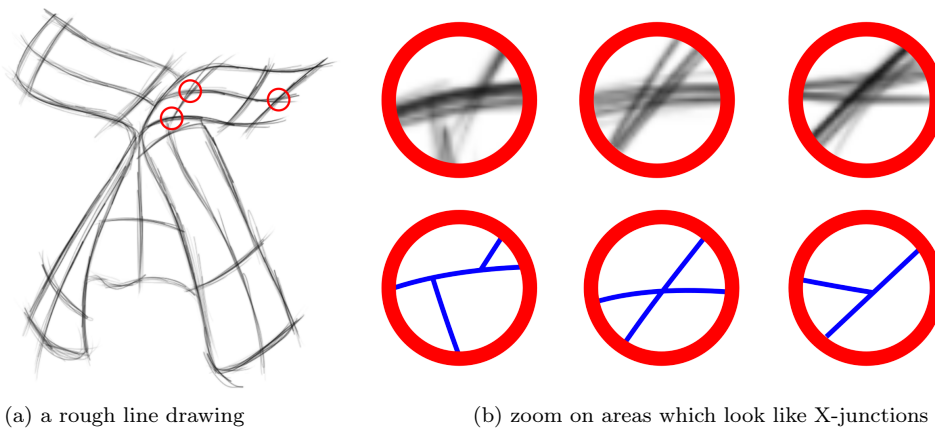 (a) a rough line drawing
(b) zoom on areas which look like X-junctions